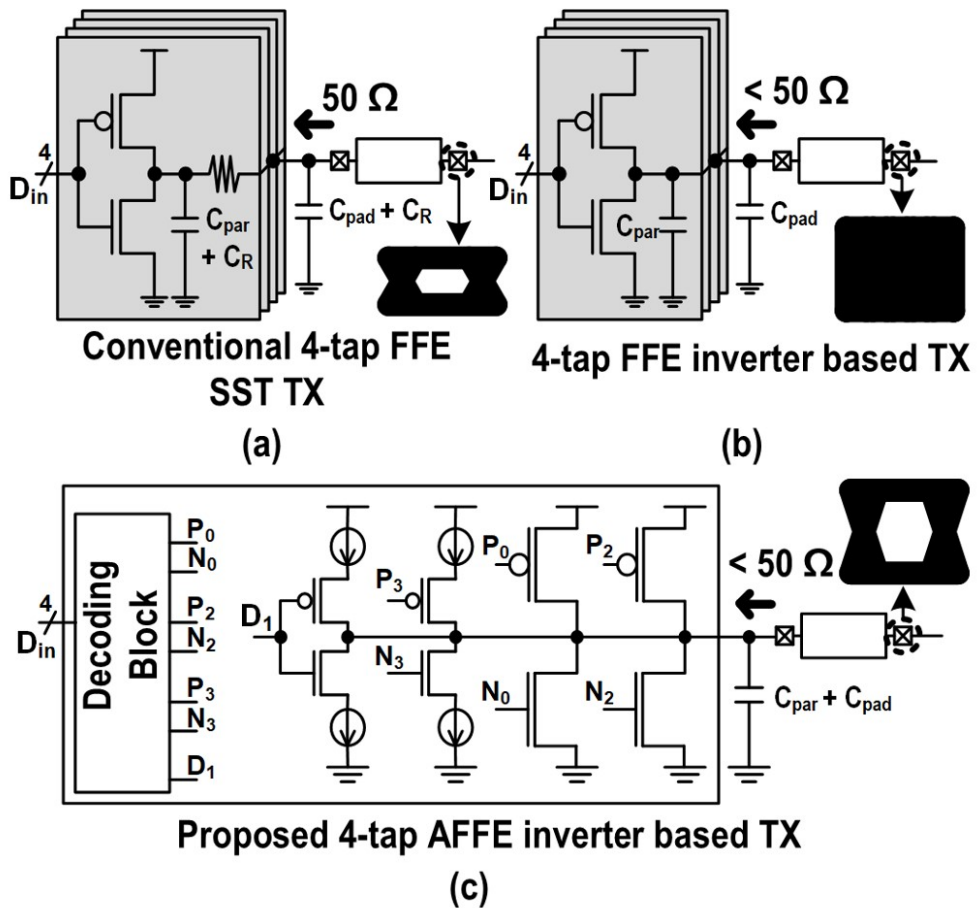 50 Ω
4
Din
Cpar
+ CR
Cpad + CR
Conventional 4-tap FFE
SST TX
(a)
< 50 Ω
4
Din
Cpar
Cpad
4-tap FFE inverter based TX
(b)
4
Din
Decoding
Block
P0
N0
P2
N2
P3
N3
D1
D1
P3
N3
P0
N0
P2
N2
< 50 Ω
Cpar + Cpad
Proposed 4-tap AFFE inverter based TX
(c)